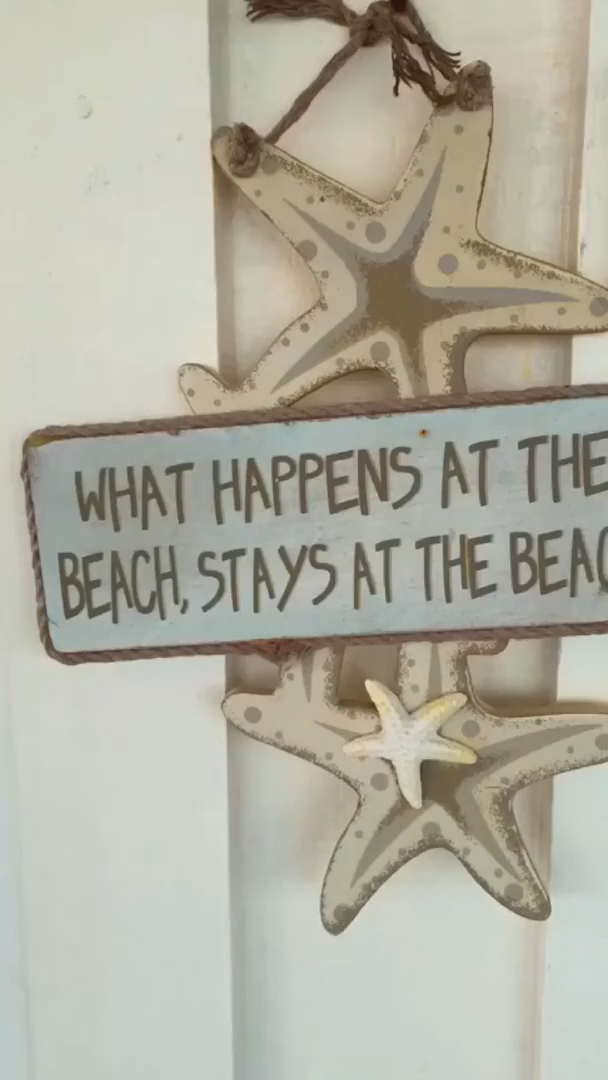 WHAT HAPPENS AT THE
BEACH, STAYS AT THE BEAC